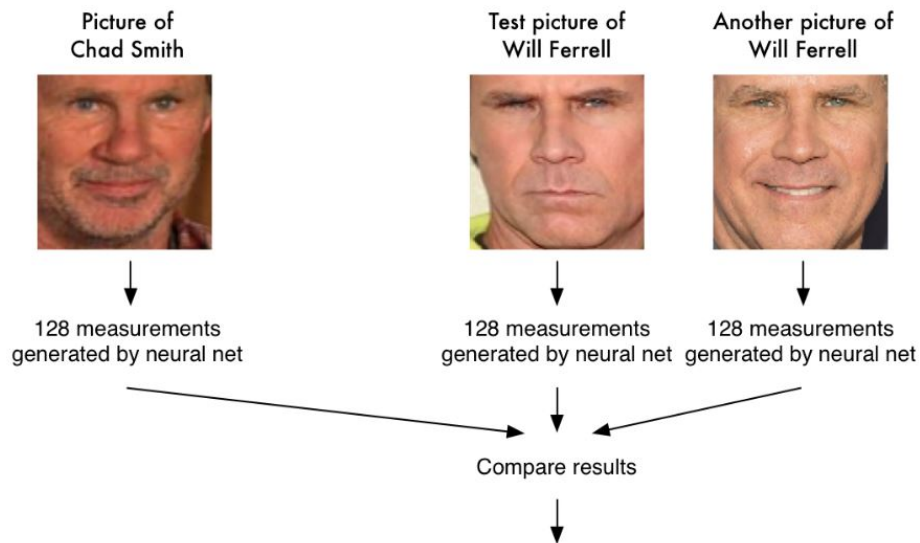 Picture of
Chad Smith
Test picture of
Will Ferrell
Another picture of
Will Ferrell
128 measurements
generated by neural net
128 measurements
generated by neural net
128 measurements
generated by neural net
Compare results